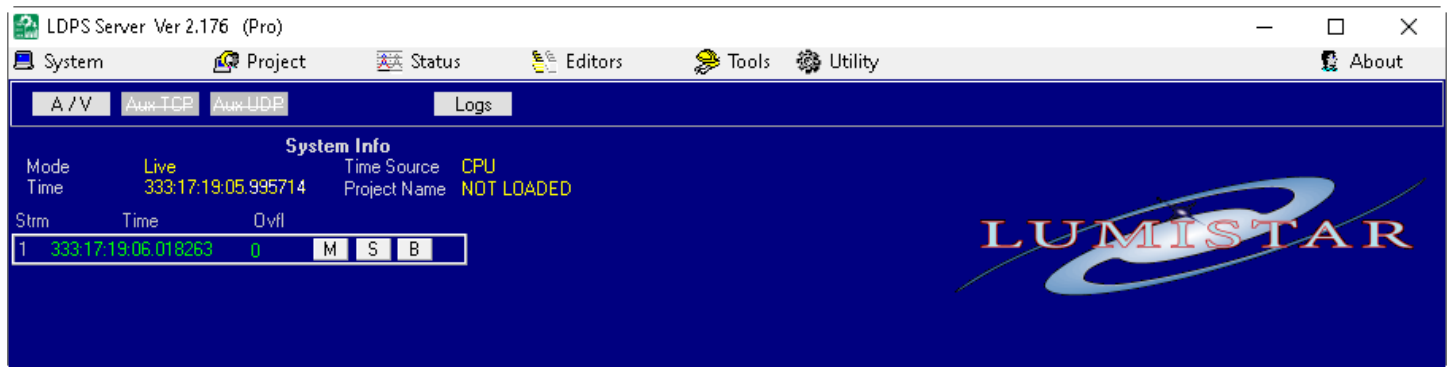 LDPS Server Ver 2.176 (Pro)
System Project Status Editors Tools Utility About
A / V Aux TCP Aux UDP Logs
System Info
Mode Live Time Source CPU
Time 333:17:19:05.995714 Project Name NOT LOADED
Strm Time Ovfl
1 333:17:19:06.018263 0 M S B
LUMISTAR